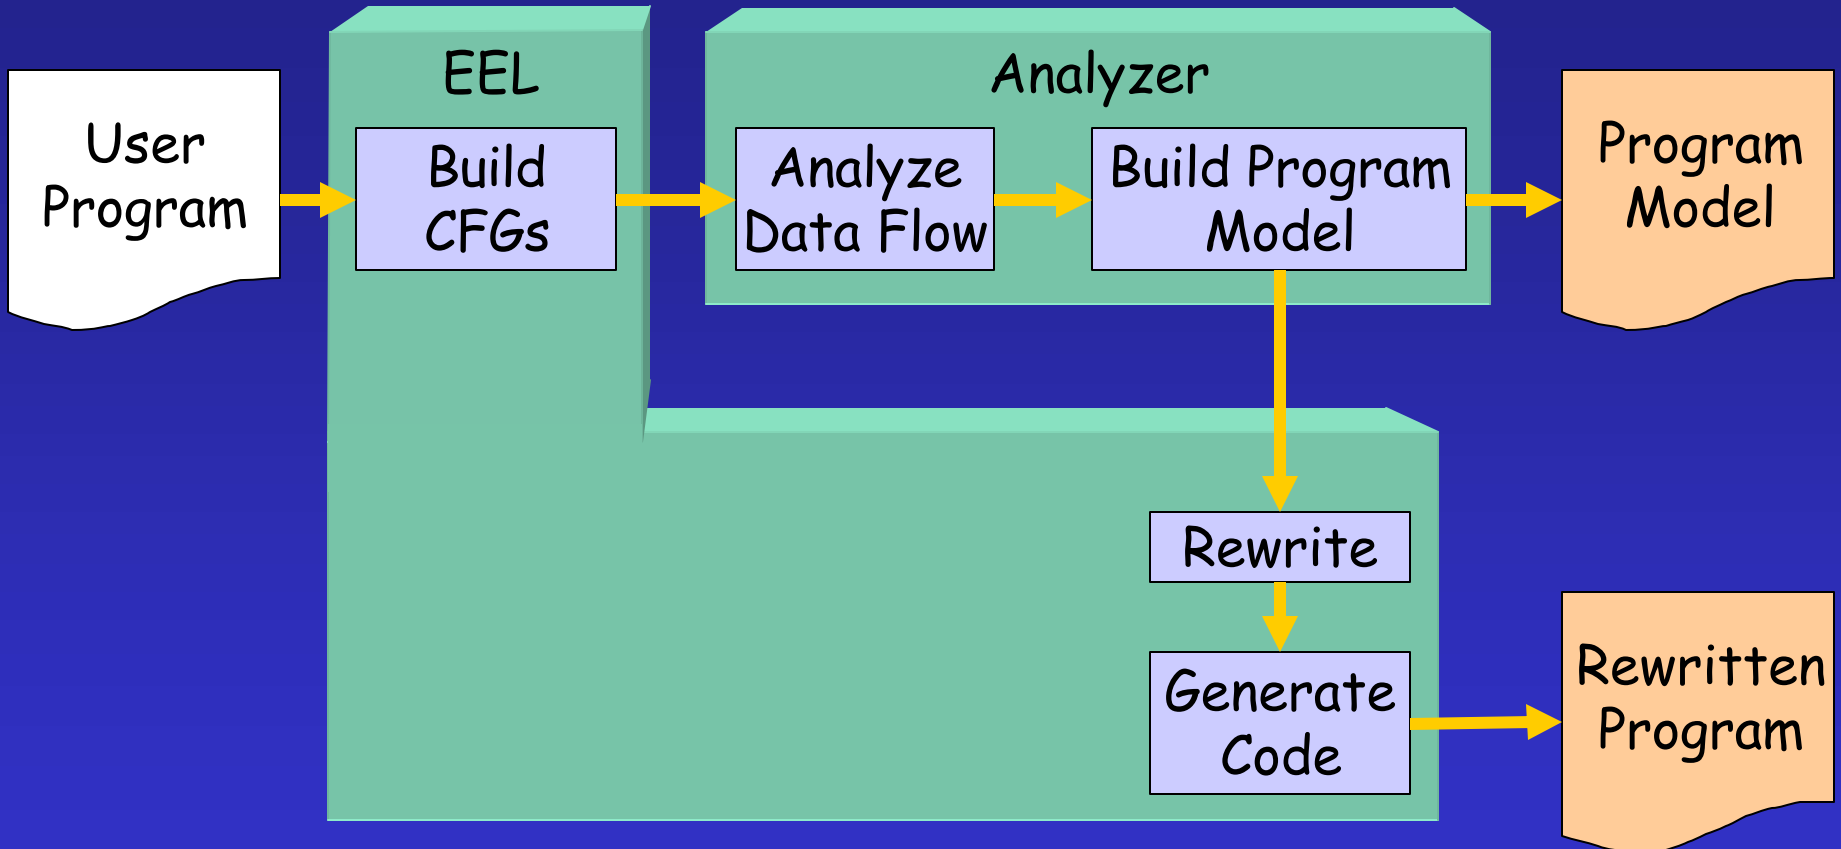 User
Program
EEL
Build
CFGs
Analyzer
Analyze
Data Flow
Build Program
Model
Program
Model
Rewrite
Generate
Code
Rewritten
Program